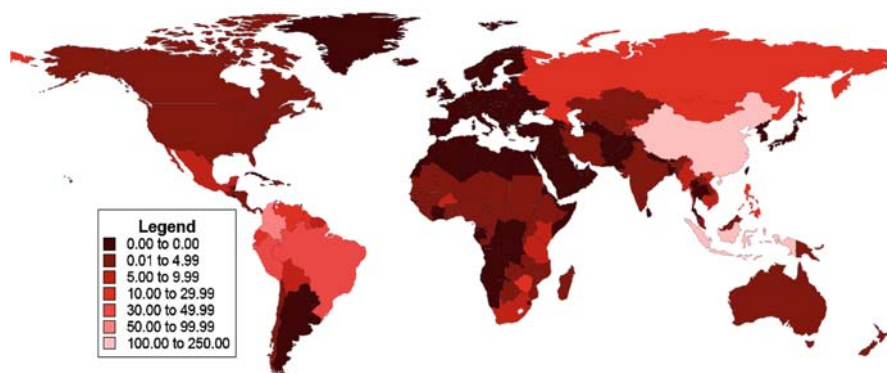 Legend
0.00 to 0.00
0.01 to 4.99
5.00 to 9.99
10.00 to 29.99
30.00 to 49.99
50.00 to 99.99
100.00 to 250.00